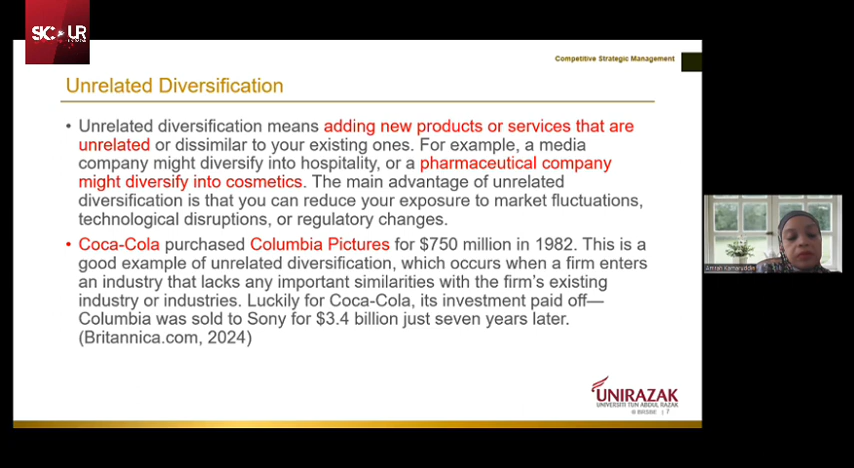 SIC UR
Competitive Strategic Management
Unrelated Diversification
• Unrelated diversification means adding new products or services that are
unrelated or dissimilar to your existing ones. For example, a media
company might diversify into hospitality, or a pharmaceutical company
might diversify into cosmetics. The main advantage of unrelated
diversification is that you can reduce your exposure to market fluctuations,
technological disruptions, or regulatory changes.
• Coca-Cola purchased Columbia Pictures for $750 million in 1982. This is a
good example of unrelated diversification, which occurs when a firm enters
an industry that lacks any important similarities with the firm's existing
industry or industries. Luckily for Coca-Cola, its investment paid off—
Columbia was sold to Sony for $3.4 billion just seven years later.
(Britannica.com, 2024)
Amrah Kamaruddin
UNIRAZAK
UNIVERSITI TUN ABDUL RAZAK
| 7